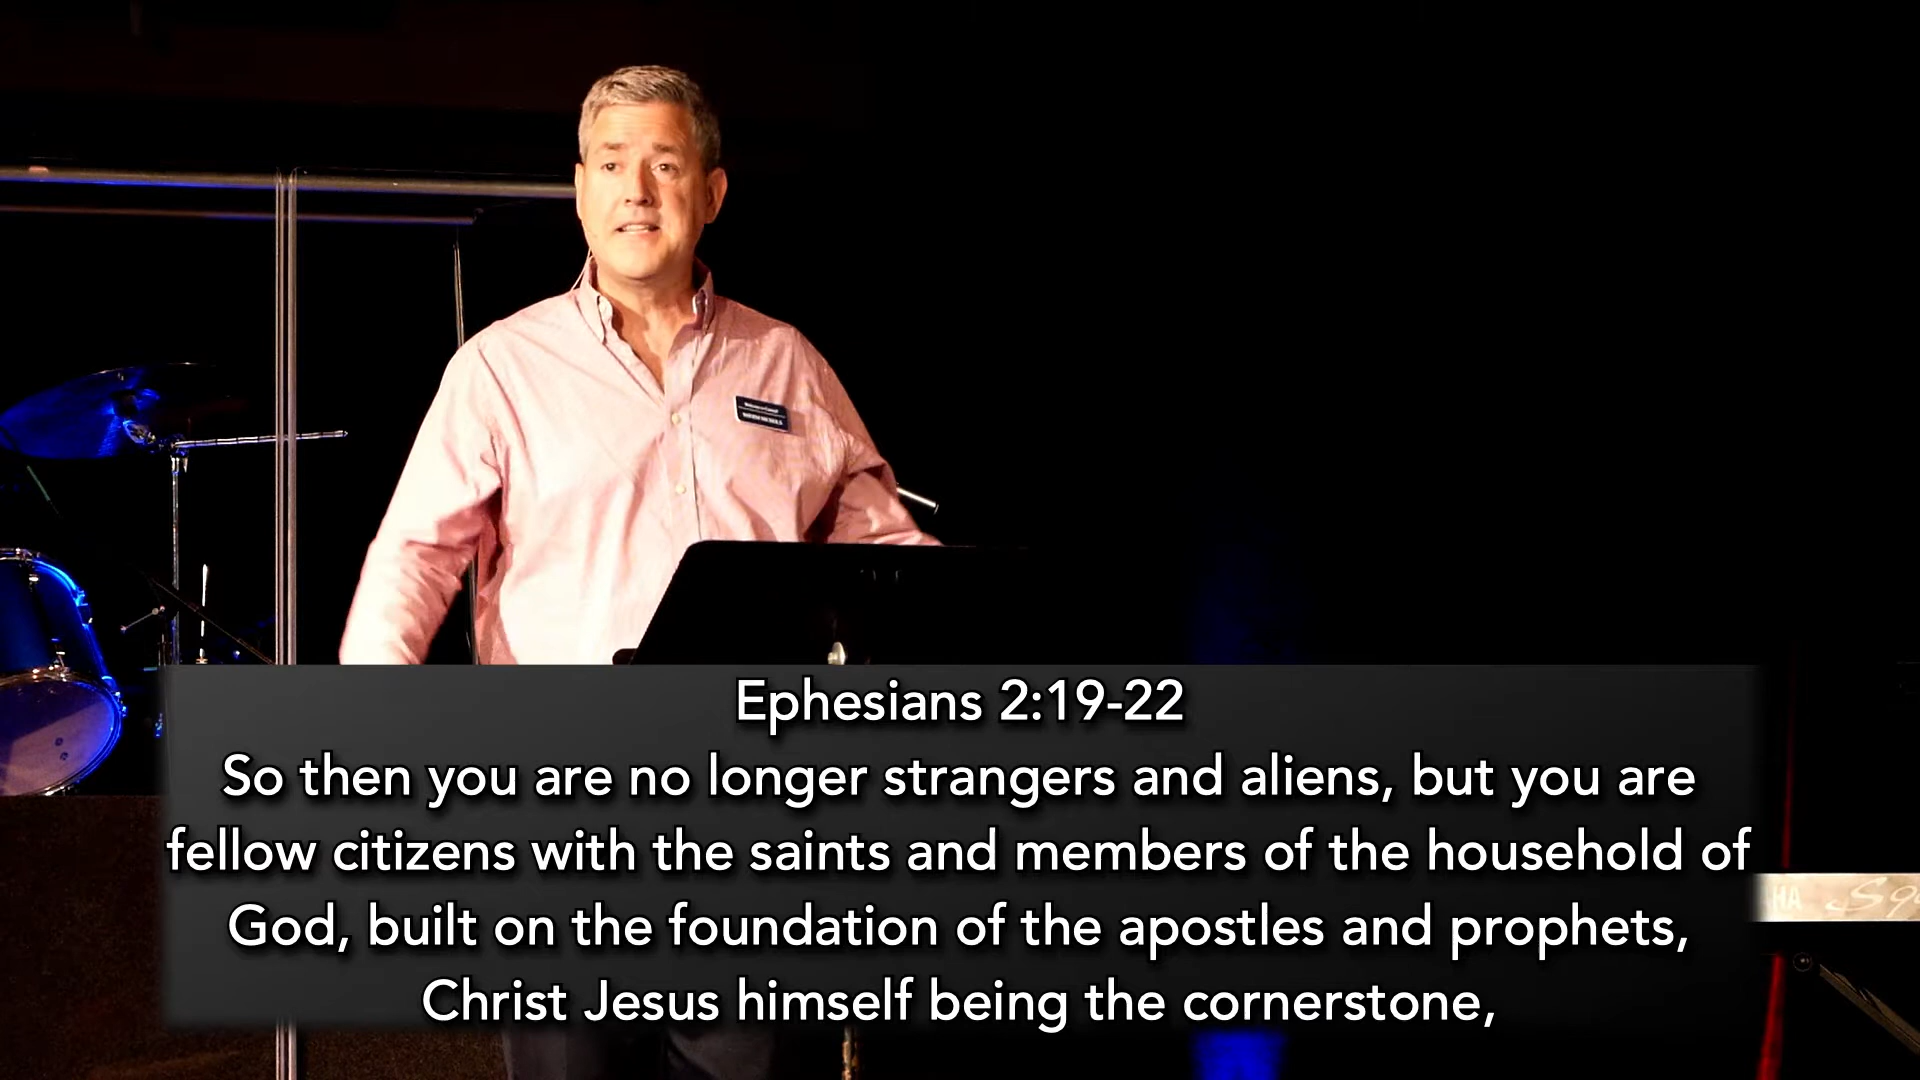 Ephesians 2:19-22
So then you are no longer strangers and aliens, but you are
fellow citizens with the saints and members of the household of
God, built on the foundation of the apostles and prophets,
Christ Jesus himself being the cornerstone,
HA